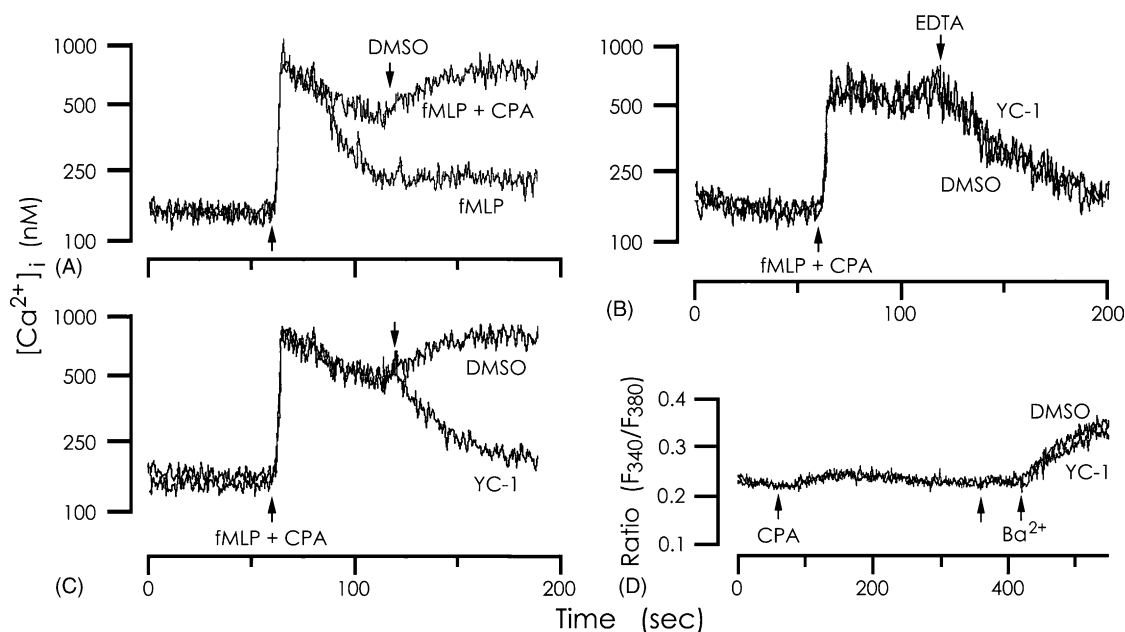 1000
500
250
100
DMSO
fMLP + CPA
fMLP
(A)
0
200
1000
500
250
100
EDTA
YC-1
DMSO
fMLP + CPA
(B)
0
100
200
[Ca2+]i (nM)
1000
500
250
100
DMSO
YC-1
fMLP + CPA
(C)
0
100
200
Ratio (F340/F380)
0.4
0.3
0.2
0.1
DMSO
YC-1
CPA
Ba2+
(D)
0
200
400
Time (sec)